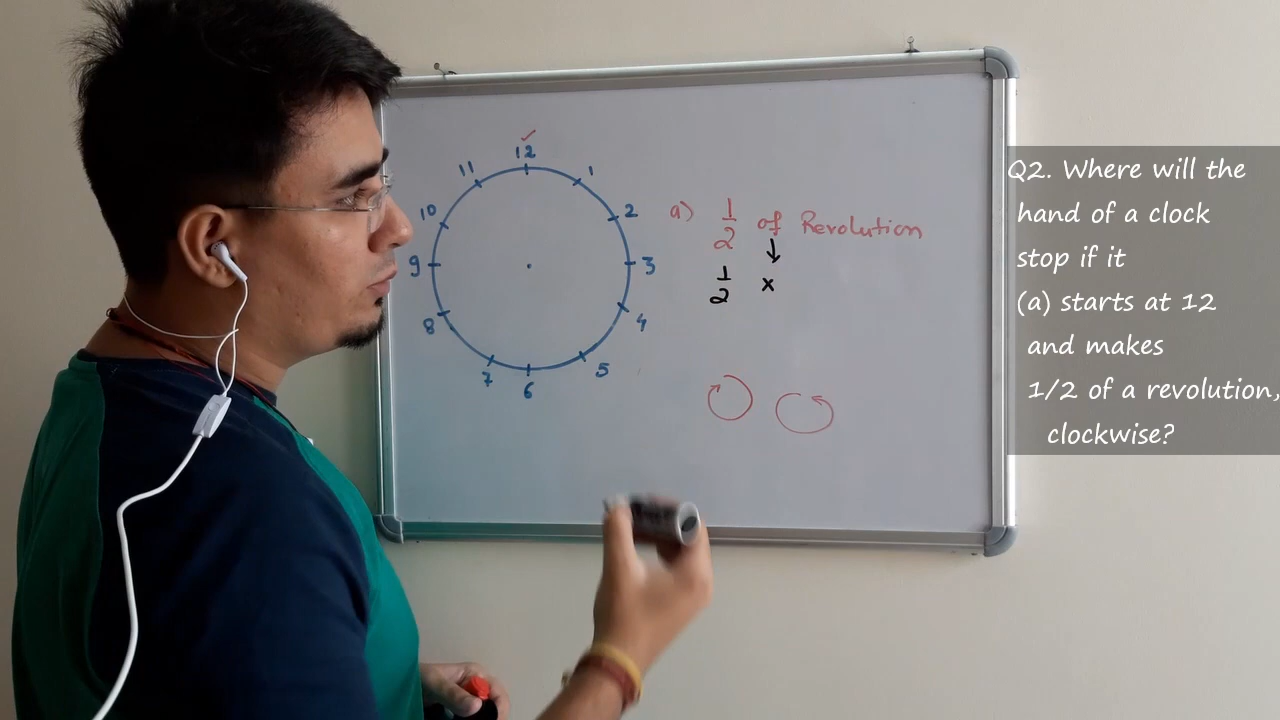 12
11
1
10
2
9
3
8
4
7
5
6
a) 1/2 of Revolution
1/2 x
Q2. Where will the
hand of a clock
stop if it
(a) starts at 12
and makes
1/2 of a revolution,
clockwise?